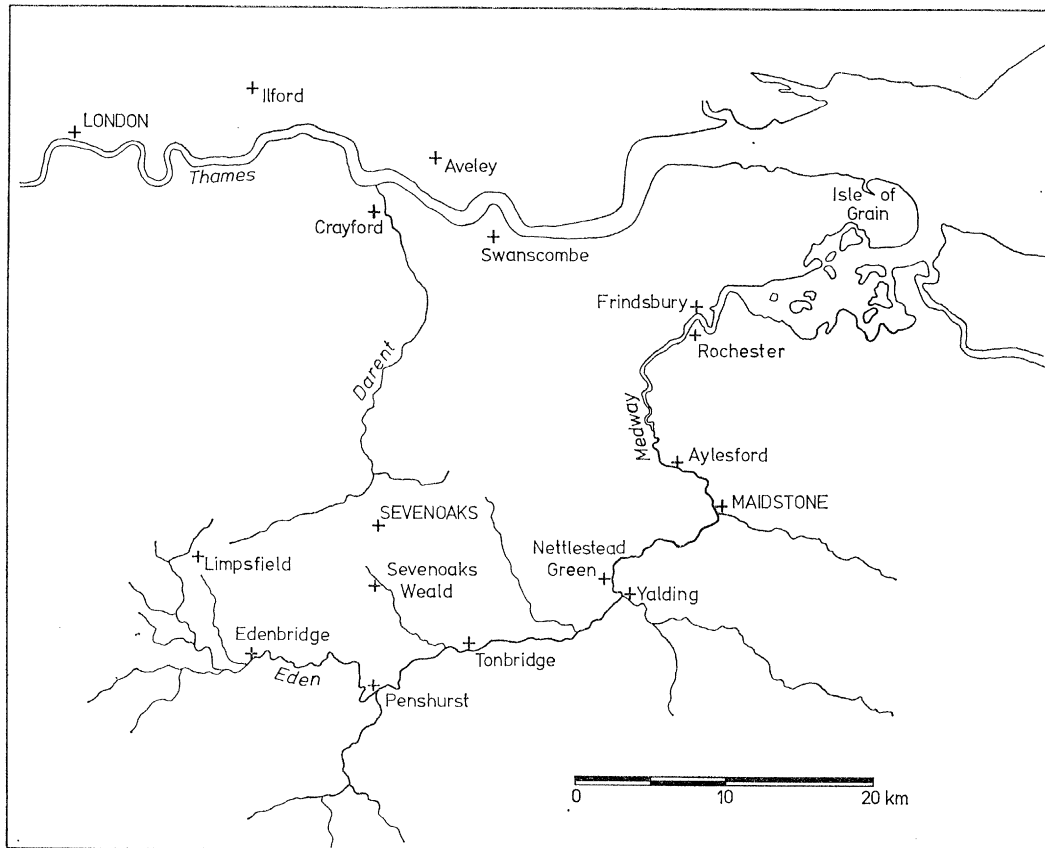 Ilford
LONDON
Thames
Aveley
Isle of
Grain
Crayford
Swanscombe
Frindsbury
Rochester
Darent
Medway
Aylesford
MAIDSTONE
SEVENOAKS
Nettlestead
Green
Limpsfield
Sevenoaks
Weald
Yalding
Edenbridge
Eden
Tonbridge
Penshurst
0 10 20 km